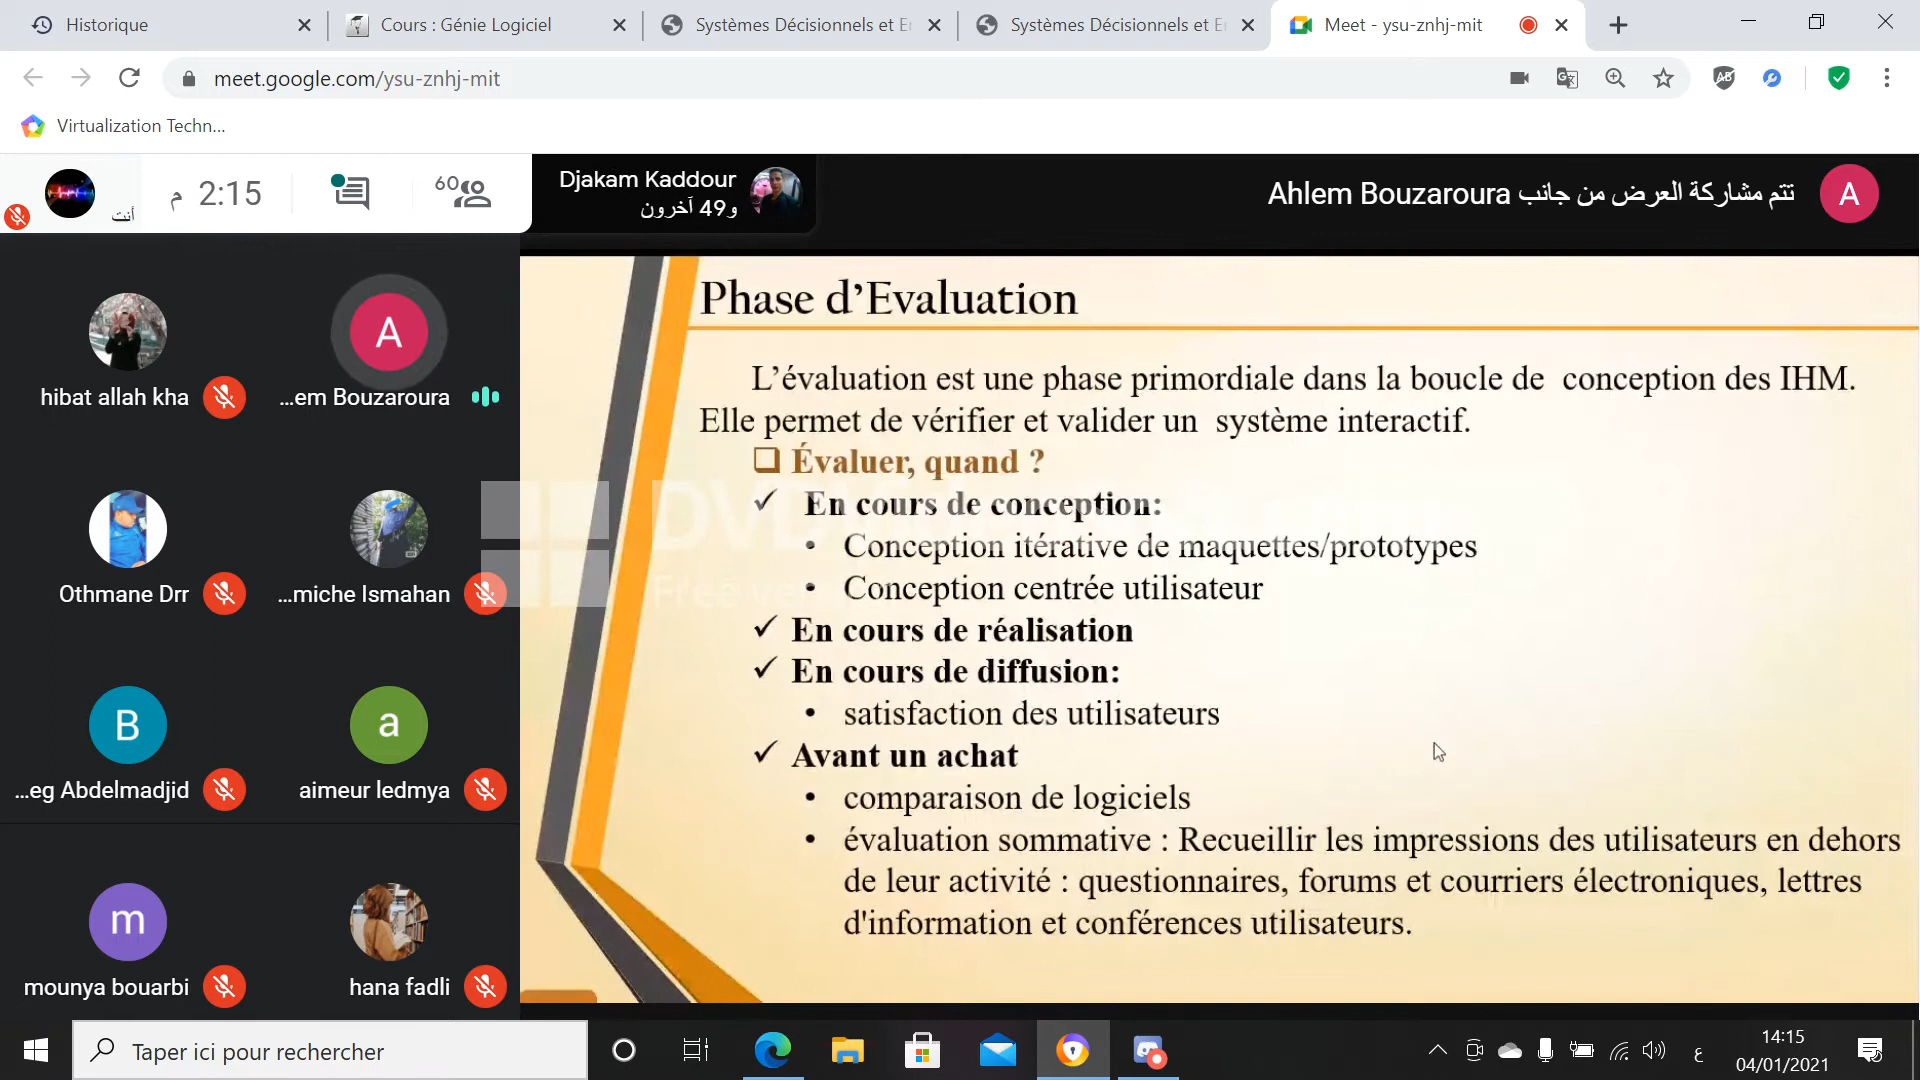 Historique
Cours : Génie Logiciel
Systèmes Décisionnels et E
Systèmes Décisionnels et E
Meet - ysu-znhj-mit
meet.google.com/ysu-znhj-mit
Virtualization Techn...
أنت
2:15 م
60
Djakam Kaddour
و49 آخرون
تتم مشاركة العرض من جانب Ahlem Bouzaroura
A
hibat allah kha
A
...em Bouzaroura
Othmane Drr
...miche Ismahan
B
...eg Abdelmadjid
a
aimeur ledmya
m
mounya bouarbi
hana fadli
Phase d’Evaluation
L’évaluation est une phase primordiale dans la boucle de conception des IHM.
Elle permet de vérifier et valider un système interactif.
❑ Évaluer, quand ?
✓ En cours de conception:
• Conception itérative de maquettes/prototypes
• Conception centrée utilisateur
✓ En cours de réalisation
✓ En cours de diffusion:
• satisfaction des utilisateurs
✓ Avant un achat
• comparaison de logiciels
• évaluation sommative : Recueillir les impressions des utilisateurs en dehors
de leur activité : questionnaires, forums et courriers électroniques, lettres
d'information et conférences utilisateurs.
Taper ici pour rechercher
ع
14:15
04/01/2021